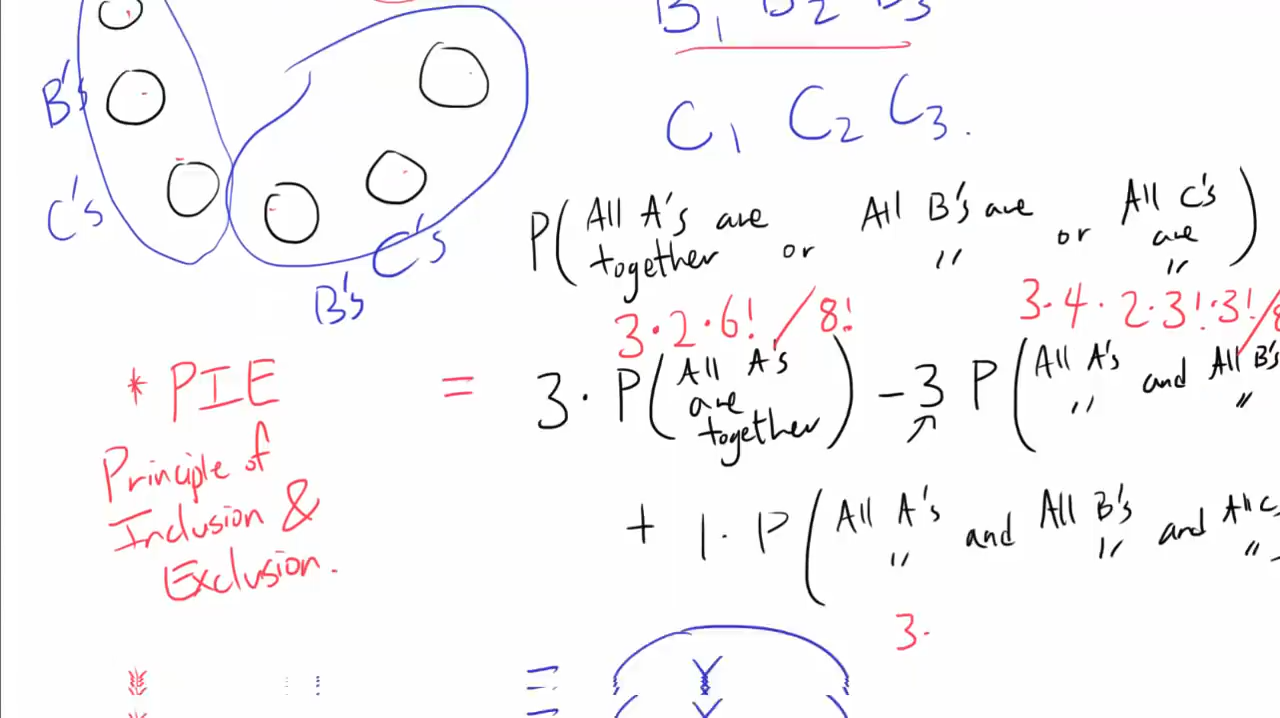 B1 B2 B3
B's
C1 C2 C3.
C's
C's
B's
P( All A's are together or All B's are " or All C's are " )
3·2·6! / 8!
3·4·2·3!·3!/8
* PIE
= 3· P( All A's are together ) - 3 P( All A's " and All B's "
Principle of
Inclusion &
Exclusion.
+ 1· P( All A's " and All B's " and All C "
3·